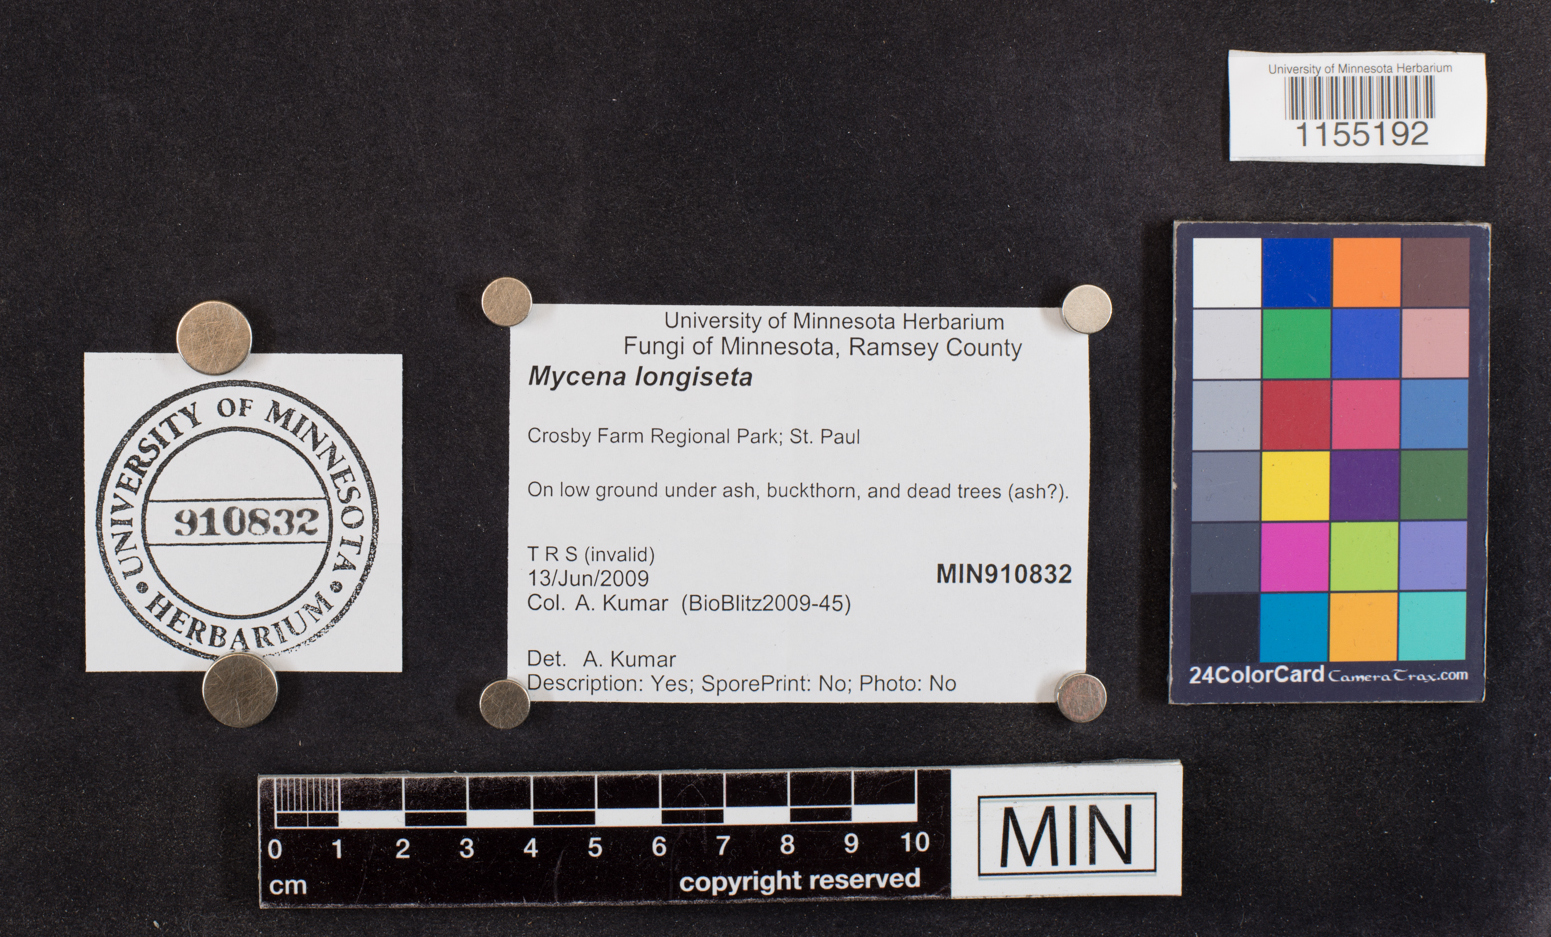 University of Minnesota Herbarium
1155192
University of Minnesota Herbarium
Fungi of Minnesota, Ramsey County
Mycena longiseta
Crosby Farm Regional Park; St. Paul
On low ground under ash, buckthorn, and dead trees (ash?).
T R S (invalid)
13/Jun/2009
MIN910832
Col. A. Kumar (BioBlitz2009-45)
Det. A. Kumar
Description: Yes; SporePrint: No; Photo: No
UNIVERSITY OF MINNESOTA
910832
HERBARIUM
24ColorCard CameraTrax.com
0 1 2 3 4 5 6 7 8 9 10
cm
copyright reserved
MIN